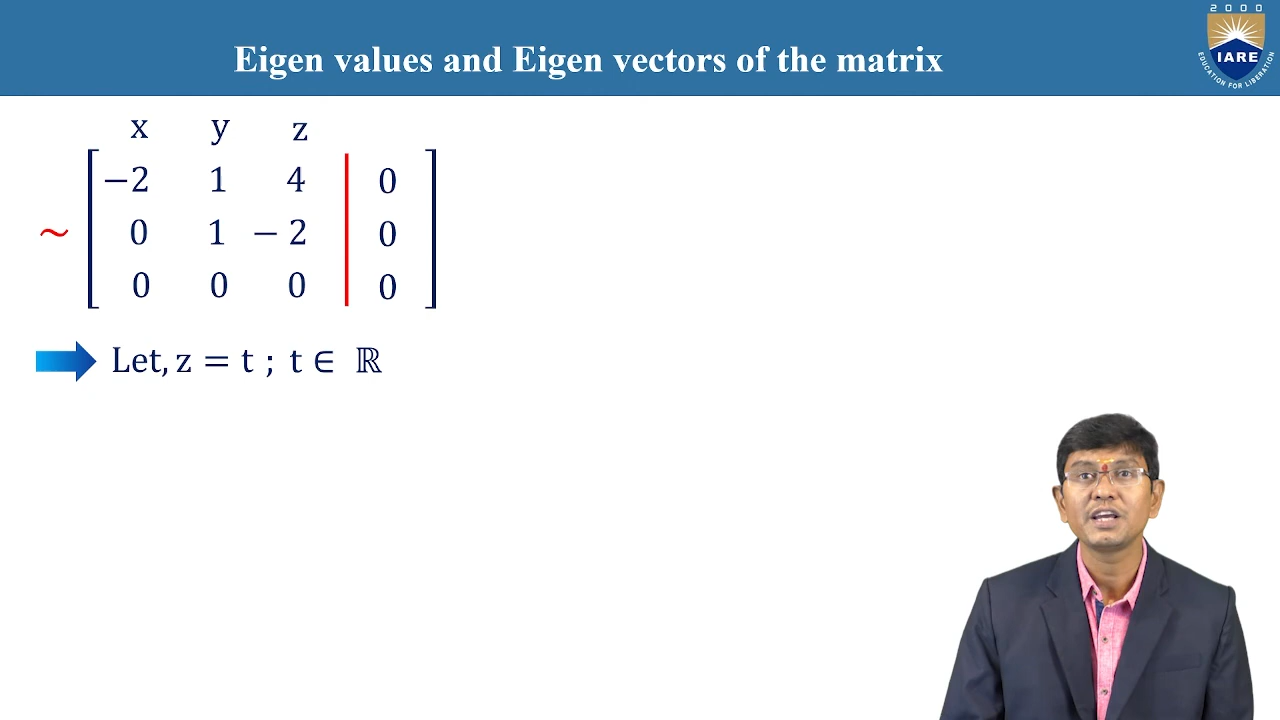 2000
IARE
EDUCATION FOR LIBERATION
Eigen values and Eigen vectors of the matrix
x y z
−2 1 4 | 0
∼ 0 1 − 2 | 0
0 0 0 | 0
Let, z = t ; t ∈ ℝ